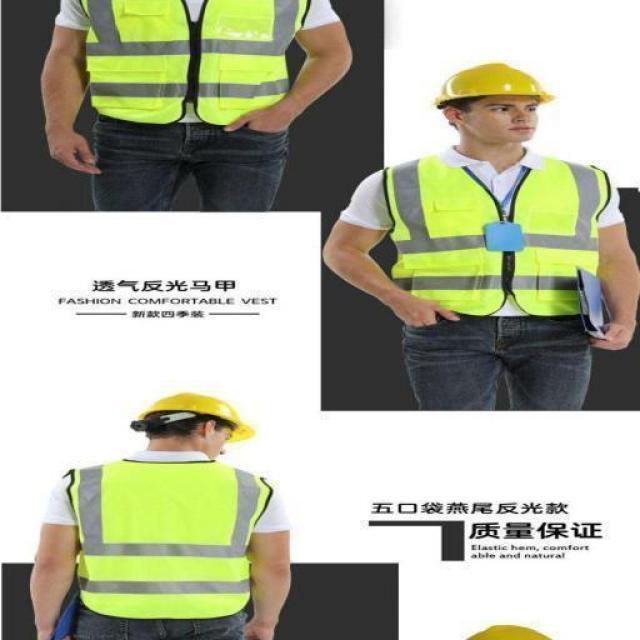 透气反光马甲
FASHION COMFORTABLE VEST
新款四季装
五口袋燕尾反光款
质量保证
Elastic hem, comfort
able and natural